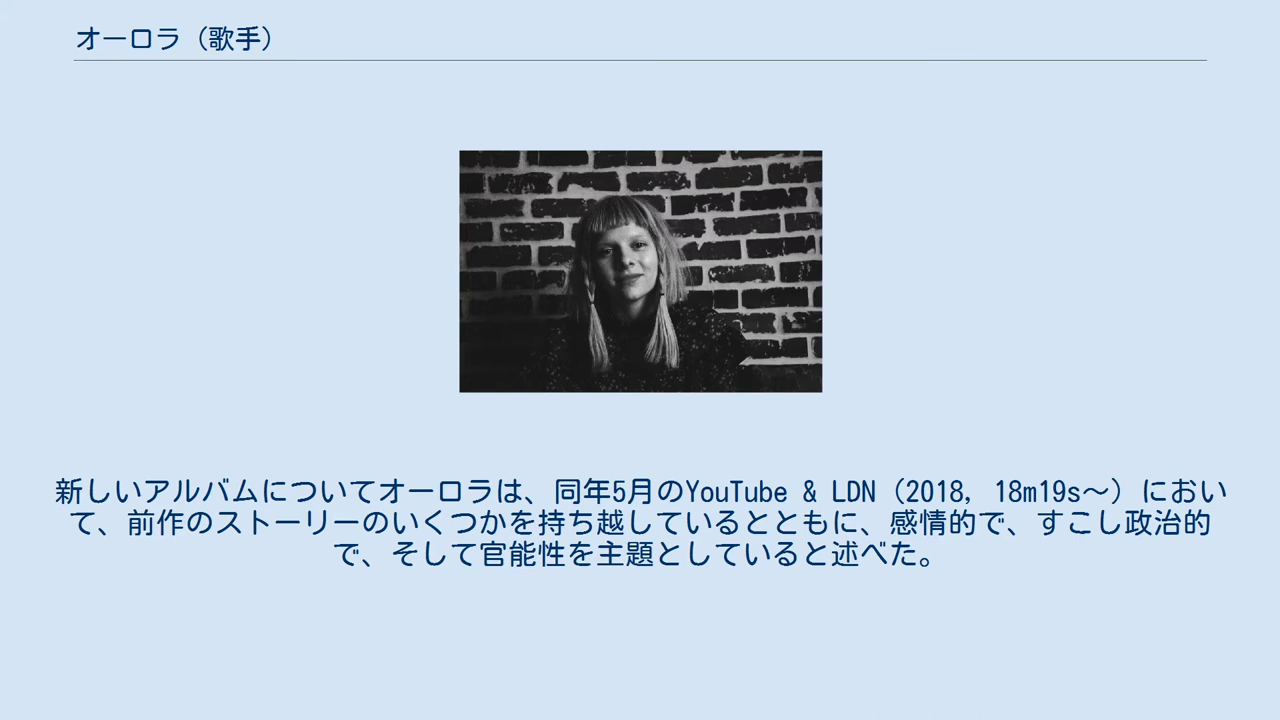 オーロラ（歌手）
新しいアルバムについてオーロラは、同年5月のYouTube & LDN（2018, 18m19s～）におい
て、前作のストーリーのいくつかを持ち越しているとともに、感情的で、すこし政治的
で、そして官能性を主題としていると述べた。